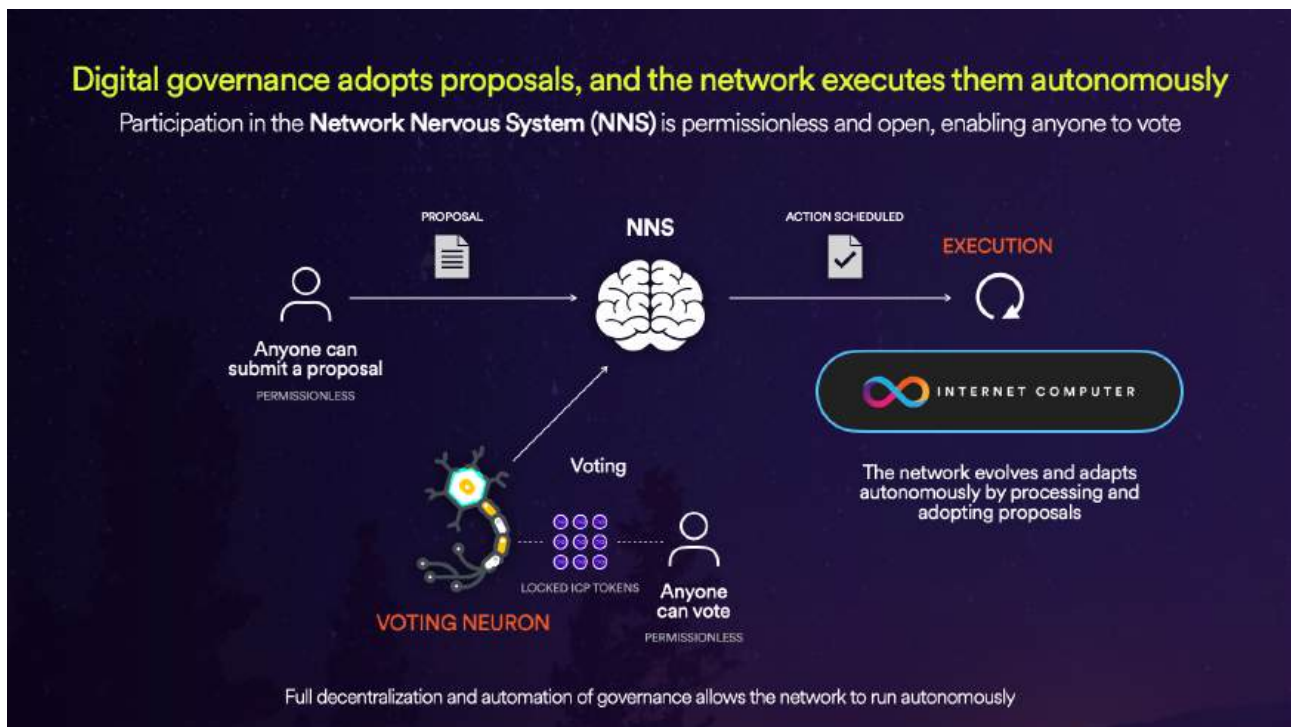 Digital governance adopts proposals, and the network executes them autonomously
Participation in the Network Nervous System (NNS) is permissionless and open, enabling anyone to vote
PROPOSAL
NNS
ACTION SCHEDULED
EXECUTION
Anyone can
submit a proposal
PERMISSIONLESS
INTERNET COMPUTER
The network evolves and adapts
autonomously by processing and
adopting proposals
Voting
LOCKED ICP TOKENS
VOTING NEURON
Anyone
can vote
PERMISSIONLESS
Full decentralization and automation of governance allows the network to run autonomously